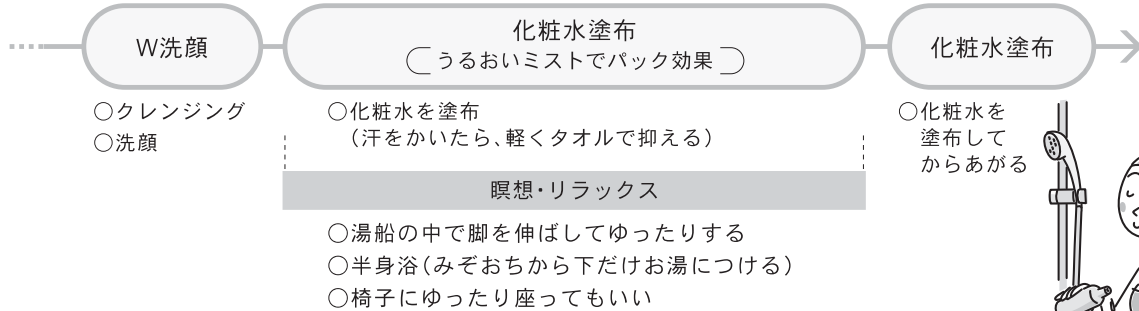 W洗顔
○クレンジング
○洗顔
化粧水塗布
(うるおいミストでパック効果)
○化粧水を塗布
(汗をかいたら、軽くタオルで抑える)
瞑想・リラックス
○湯船の中で脚を伸ばしてゆったりする
○半身浴(みぞおちから下だけお湯につける)
○椅子にゆったり座ってもいい
化粧水塗布
○化粧水を
塗布して
からあがる